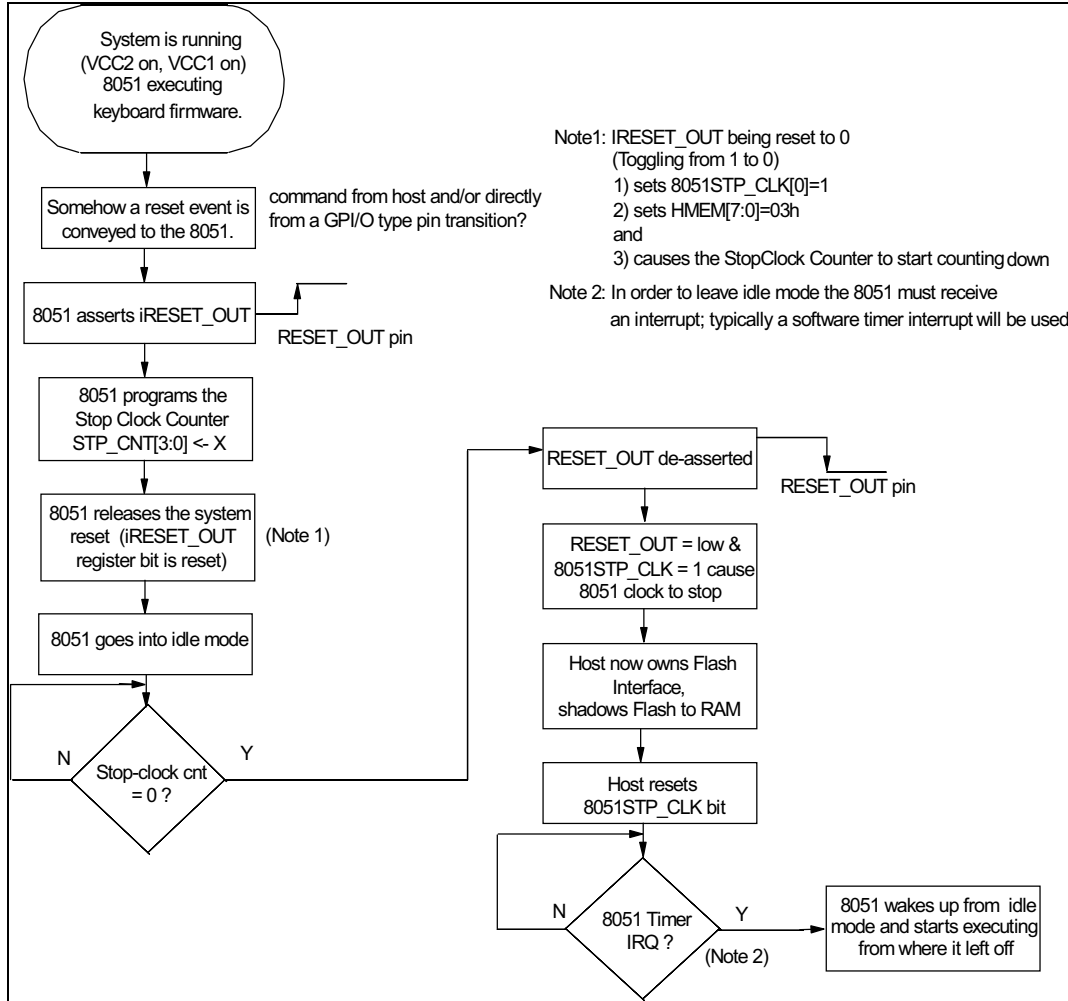 System is running
(VCC2 on, VCC1 on)
8051 executing
keyboard firmware.
Somehow a reset event is
conveyed to the 8051.
command from host and/or directly
from a GPI/O type pin transition?
8051 asserts iRESET_OUT
RESET_OUT pin
8051 programs the
Stop Clock Counter
STP_CNT[3:0] <- X
8051 releases the system
reset (iRESET_OUT
register bit is reset)
(Note 1)
8051 goes into idle mode
Stop-clock cnt
= 0 ?
N
Y
Note1: IRESET_OUT being reset to 0
(Toggling from 1 to 0)
1) sets 8051STP_CLK[0]=1
2) sets HMEM[7:0]=03h
and
3) causes the StopClock Counter to start counting down
Note 2: In order to leave idle mode the 8051 must receive
an interrupt; typically a software timer interrupt will be used
RESET_OUT de-asserted
RESET_OUT pin
RESET_OUT = low &
8051STP_CLK = 1 cause
8051 clock to stop
Host now owns Flash
Interface,
shadows Flash to RAM
Host resets
8051STP_CLK bit
8051 Timer
IRQ ?
N
Y
(Note 2)
8051 wakes up from idle
mode and starts executing
from where it left off